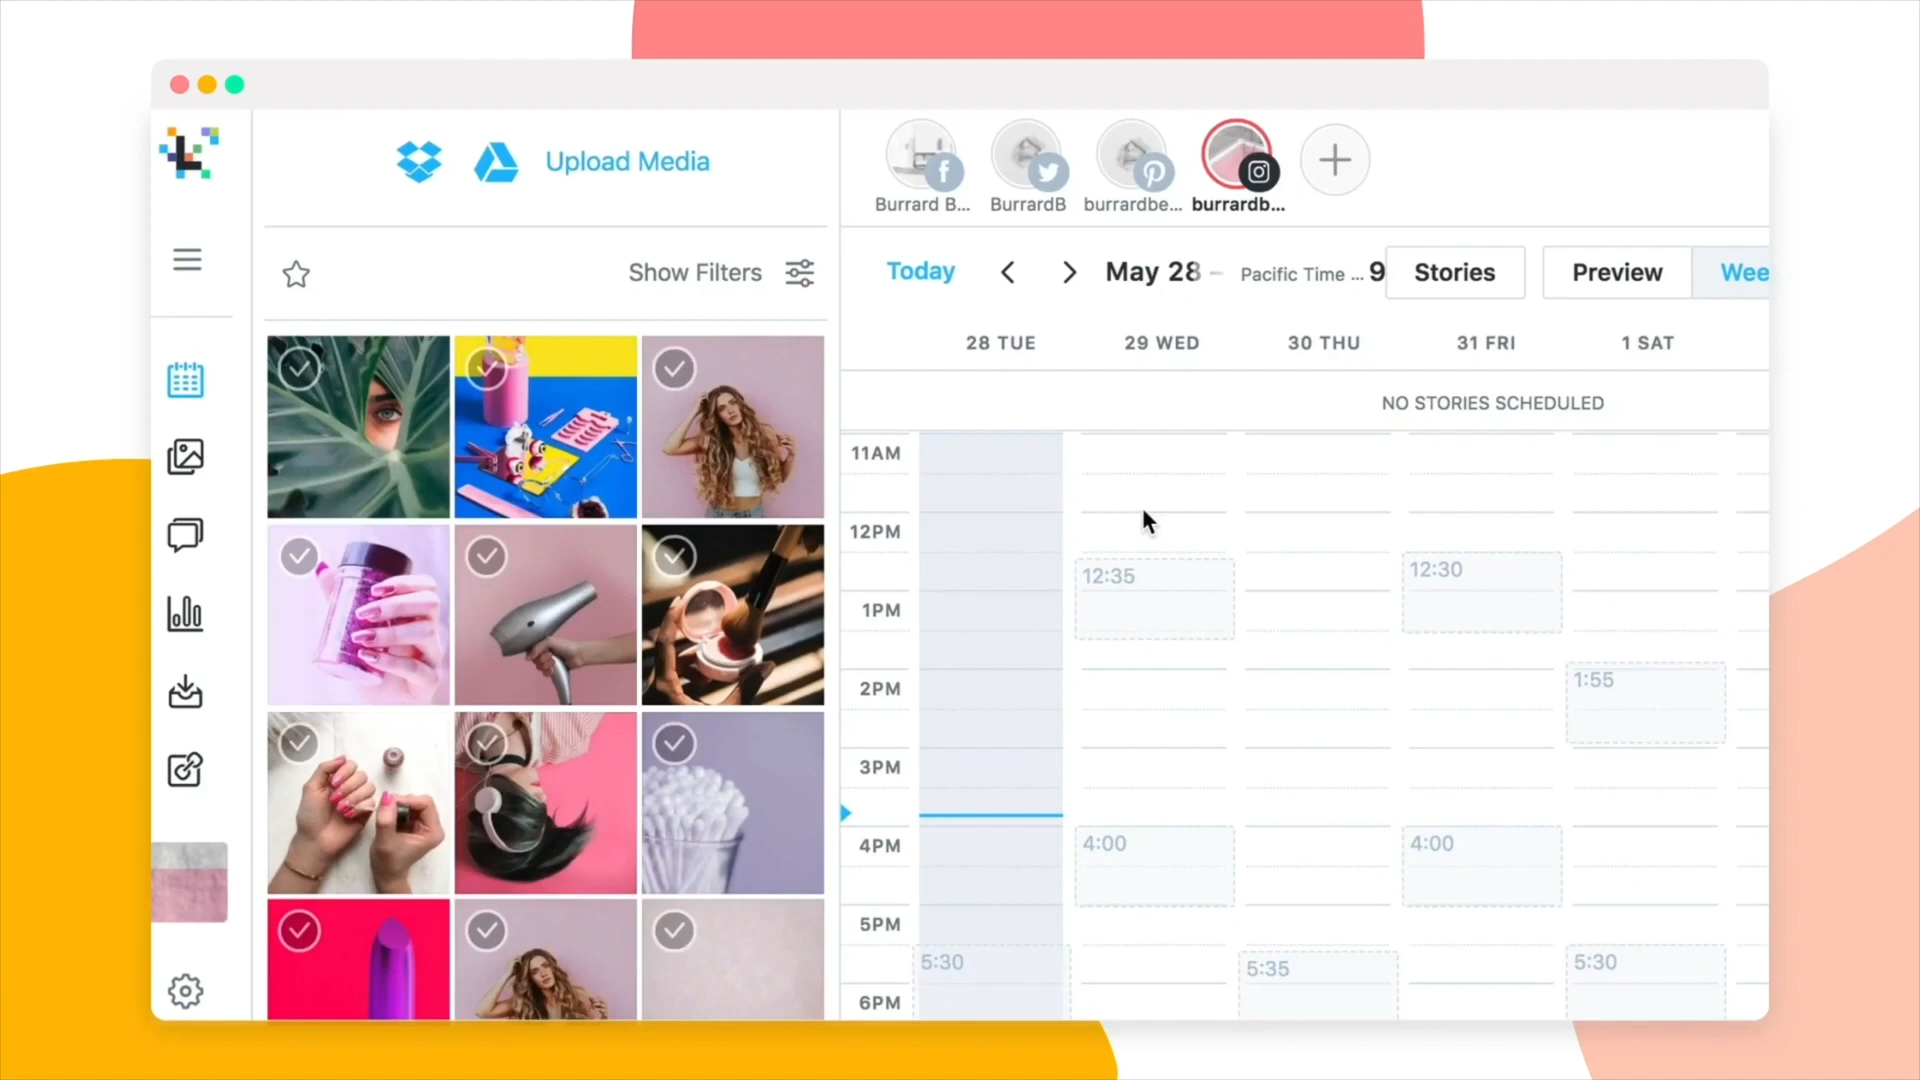 Upload Media
Show Filters
Burrard B...
BurrardB
burrardbe...
burrardb...
Today
May 28 –
Pacific Time ...
9
Stories
Preview
Wee
28 TUE
29 WED
30 THU
31 FRI
1 SAT
NO STORIES SCHEDULED
11AM
12PM
12:35
12:30
1PM
1:55
2PM
3PM
4PM
4:00
4:00
5PM
5:30
5:35
5:30
6PM